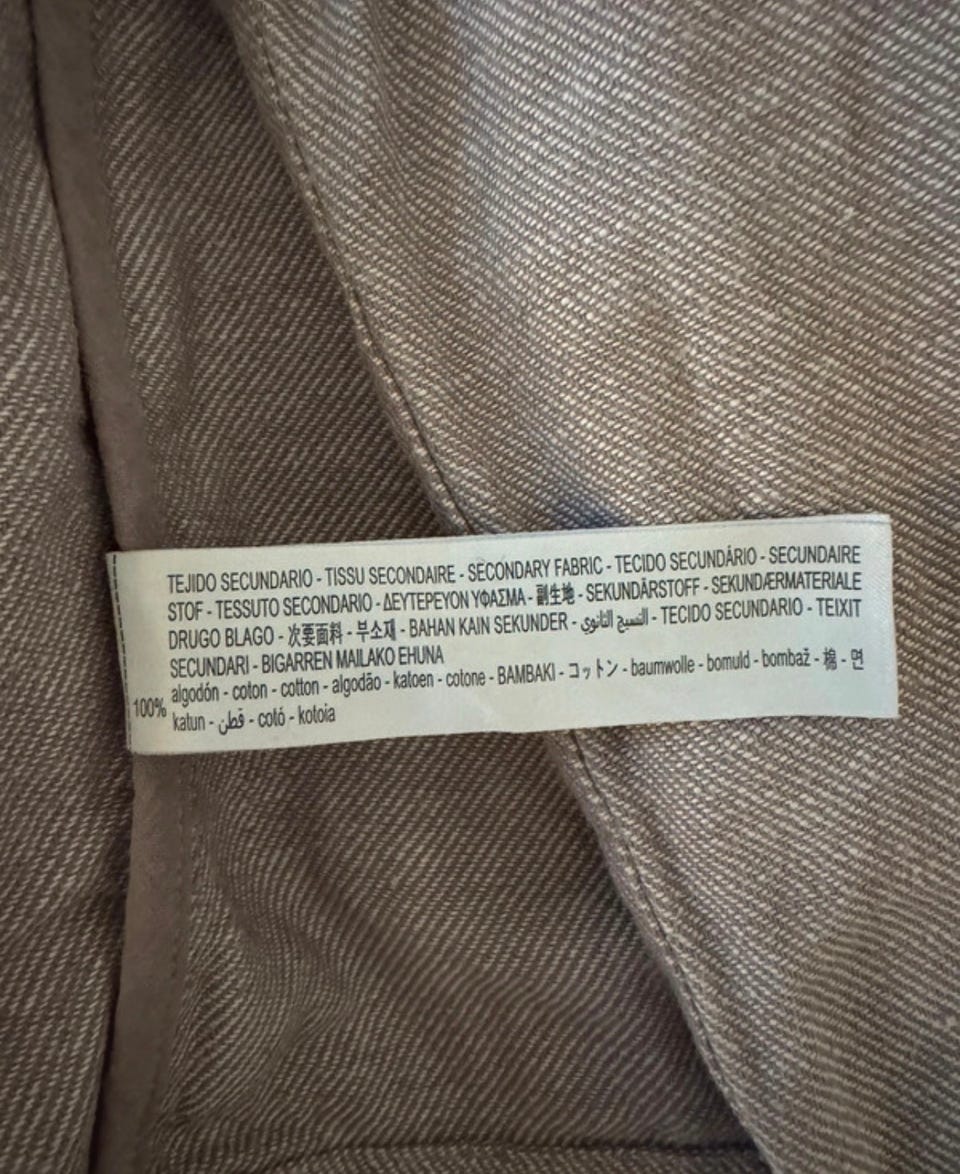 TEJIDO SECUNDARIO - TISSU SECONDAIRE - SECONDARY FABRIC - TECIDO SECUNDÁRIO - SECUNDAIRE
STOF - TESSUTO SECONDARIO - ΔΕΥΤΕΡΕΥΟΝ ΥΦΑΣΜΑ - 副生地 - SEKUNDÄRSTOFF - SEKUNDÆRMATERIALE
DRUGO BLAGO - 次要面料 - 부소재 - BAHAN KAIN SEKUNDER - النسيج الثانوي - TECIDO SECUNDARIO - TEIXIT
SECUNDARI - BIGARREN MAILAKO EHUNA
100% algodón - coton - cotton - algodão - katoen - cotone - BAMBAKI - コットン - baumwolle - bomuld - bombaž - 棉 - 면
katun - قطن - cotó - kotoia